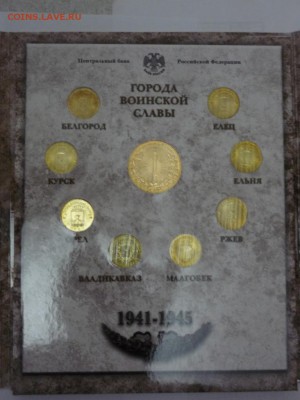 COINS.LAVE.RU
Центральный банк Российской Федерации
ГОРОДА
ВОИНСКОЙ
СЛАВЫ
БЕЛГОРОД ЕЛЕЦ
КУРСК ЕЛЬНЯ
РЖЕВ
ВЛАДИКАВКАЗ МАЛГОБЕК
1941-1945